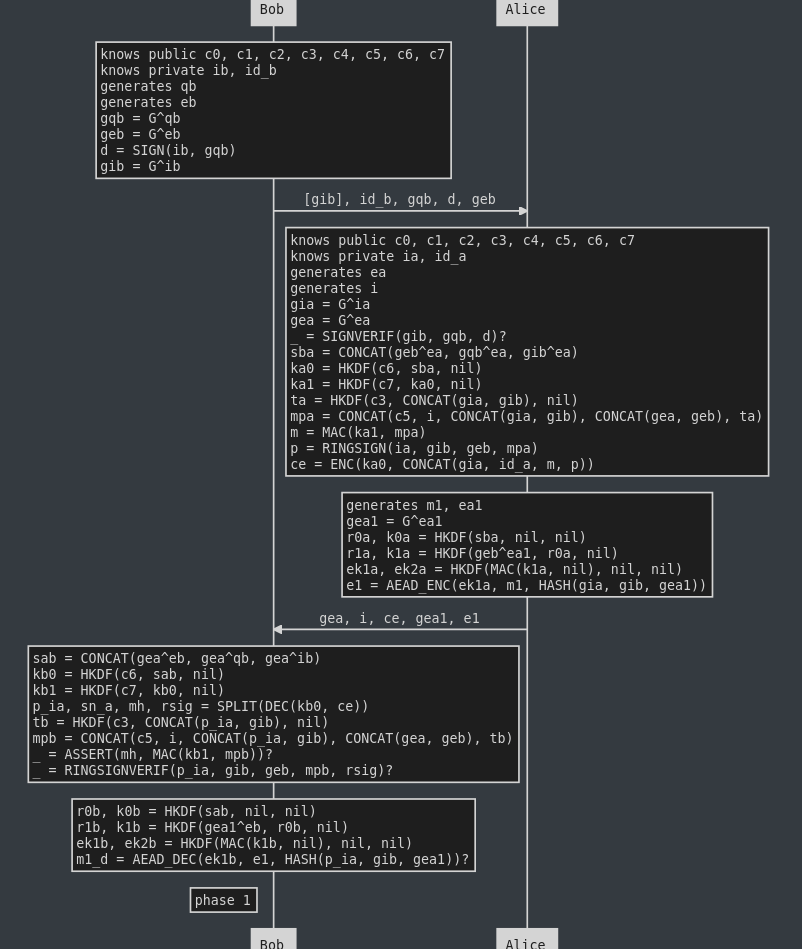 Bob
Alice
knows public c0, c1, c2, c3, c4, c5, c6, c7
knows private ib, id_b
generates qb
generates eb
gqb = G^qb
geb = G^eb
d = SIGN(ib, gqb)
gib = G^ib
[gib], id_b, gqb, d, geb
knows public c0, c1, c2, c3, c4, c5, c6, c7
knows private ia, id_a
generates ea
generates i
gia = G^ia
gea = G^ea
_ = SIGNVERIF(gib, gqb, d)?
sba = CONCAT(geb^ea, gqb^ea, gib^ea)
ka0 = HKDF(c6, sba, nil)
ka1 = HKDF(c7, ka0, nil)
ta = HKDF(c3, CONCAT(gia, gib), nil)
mpa = CONCAT(c5, i, CONCAT(gia, gib), CONCAT(gea, geb), ta)
m = MAC(ka1, mpa)
p = RINGSIGN(ia, gib, geb, mpa)
ce = ENC(ka0, CONCAT(gia, id_a, m, p))
generates m1, ea1
gea1 = G^ea1
r0a, k0a = HKDF(sba, nil, nil)
r1a, k1a = HKDF(geb^ea1, r0a, nil)
ek1a, ek2a = HKDF(MAC(k1a, nil), nil, nil)
e1 = AEAD_ENC(ek1a, m1, HASH(gia, gib, gea1))
gea, i, ce, gea1, e1
sab = CONCAT(gea^eb, gea^qb, gea^ib)
kb0 = HKDF(c6, sab, nil)
kb1 = HKDF(c7, kb0, nil)
p_ia, sn_a, mh, rsig = SPLIT(DEC(kb0, ce))
tb = HKDF(c3, CONCAT(p_ia, gib), nil)
mpb = CONCAT(c5, i, CONCAT(p_ia, gib), CONCAT(gea, geb), tb)
_ = ASSERT(mh, MAC(kb1, mpb))?
_ = RINGSIGNVERIF(p_ia, gib, geb, mpb, rsig)?
r0b, k0b = HKDF(sab, nil, nil)
r1b, k1b = HKDF(gea1^eb, r0b, nil)
ek1b, ek2b = HKDF(MAC(k1b, nil), nil, nil)
m1_d = AEAD_DEC(ek1b, e1, HASH(p_ia, gib, gea1))?
phase 1
Bob
Alice